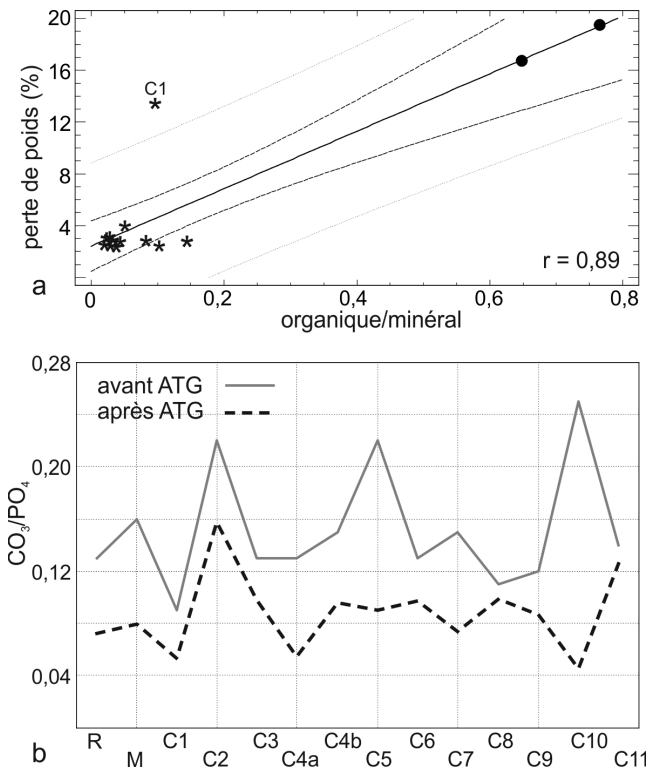 20
16
12
8
4
perte de poids (%)
C1
r = 0,89
a
0
0,2
0,4
0,6
0,8
organique/minéral
0,28
0,20
0,12
0,04
CO3/PO4
avant ATG
après ATG
b
R
M
C1
C2
C3
C4a
C4b
C5
C6
C7
C8
C9
C10
C11